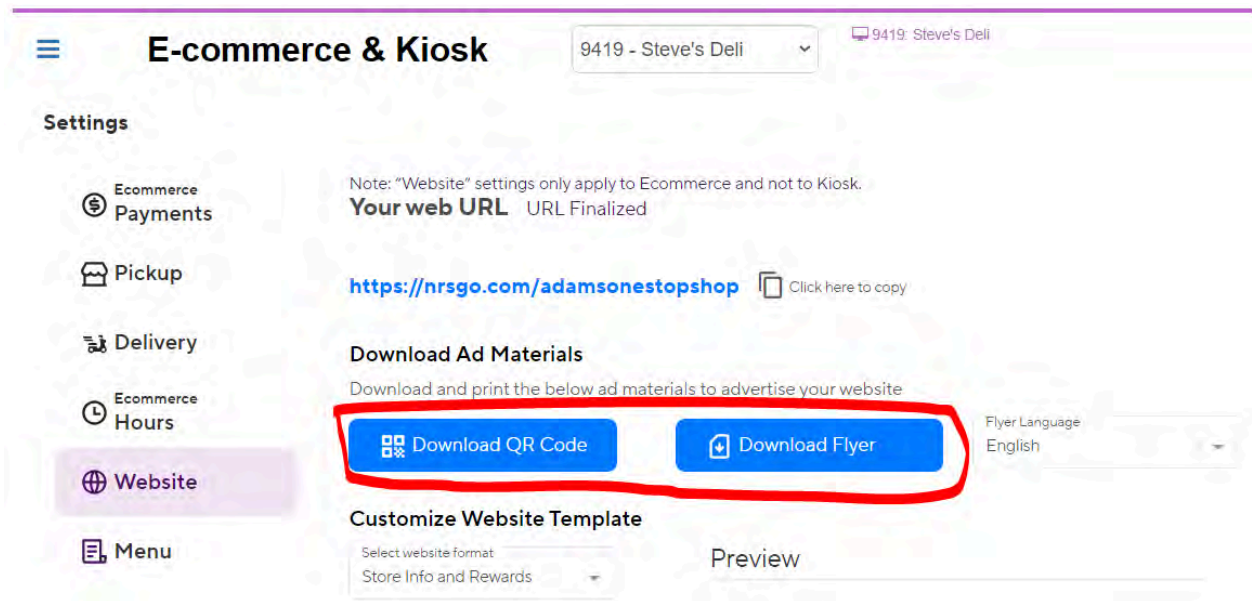 E-commerce & Kiosk
9419 - Steve's Deli
9419: Steve's Deli
Settings
Ecommerce
Payments
Pickup
Delivery
Ecommerce
Hours
Website
Menu
Note: "Website" settings only apply to Ecommerce and not to Kiosk.
Your web URL URL Finalized
https://nrsgo.com/adamsonestopshop Click here to copy
Download Ad Materials
Download and print the below ad materials to advertise your website
Download QR Code Download Flyer
Flyer Language
English
Customize Website Template
Select website format
Store Info and Rewards
Preview